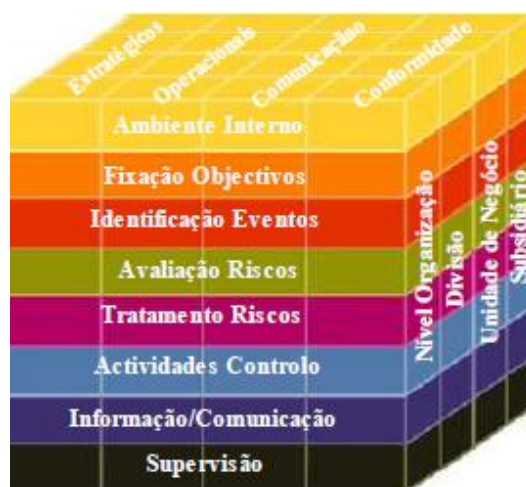 Estratégicos
Operacionais
Comunicação
Conformidade
Ambiente Interno
Fixação Objectivos
Identificação Eventos
Avaliação Riscos
Tratamento Riscos
Actividades Controlo
Informação/Comunicação
Supervisão
Nível Organização
Divisão
Unidade de Negócio
Subsidiário